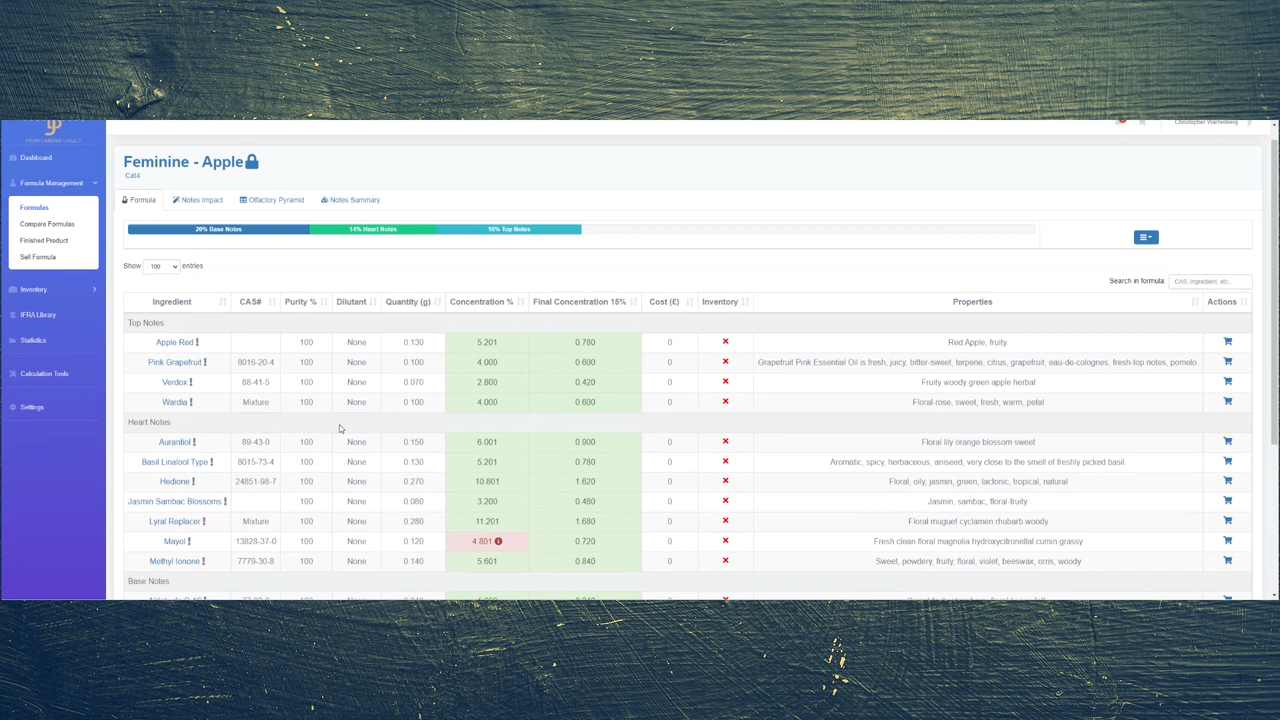 PERFUMERS VAULT
Christopher Wartenberg
Dashboard
Formula Management
Formulas
Compare Formulas
Finished Product
Sell Formula
Inventory
IFRA Library
Statistics
Calculation Tools
Settings
Feminine - Apple
Cat4
Formula Notes Impact Olfactory Pyramid Notes Summary
20% Base Notes 14% Heart Notes 16% Top Notes
Show 100 entries
Search in formula: CAS, Ingredient, etc.
Ingredient CAS# Purity % Dilutant Quantity (g) Concentration % Final Concentration 15% Cost (£) Inventory Properties Actions
Top Notes
Apple Red 100 None 0.130 5.201 0.780 0 Red Apple, fruity.
Pink Grapefruit 8016-20-4 100 None 0.100 4.000 0.600 0 Grapefruit Pink Essential Oil is fresh, juicy, bitter-sweet, terpene, citrus, grapefruit, eau-de-colognes, fresh-top notes, pomelo.
Verdox 88-41-5 100 None 0.070 2.800 0.420 0 Fruity woody green apple herbal
Wardia Mixture 100 None 0.100 4.000 0.600 0 Floral-rose, sweet, fresh, warm, petal
Heart Notes
Aurantiol 89-43-0 100 None 0.150 6.001 0.900 0 Floral lily orange blossom sweet
Basil Linalool Type 8015-73-4 100 None 0.130 5.201 0.780 0 Aromatic, spicy, herbaceous, aniseed, very close to the smell of freshly picked basil.
Hedione 24851-98-7 100 None 0.270 10.801 1.620 0 Floral, oily, jasmin, green, lactonic, tropical, natural
Jasmin Sambac Blossoms 100 None 0.080 3.200 0.480 0 Jasmin, sambac, floral-fruity.
Lyral Replacer Mixture 100 None 0.280 11.201 1.680 0 Floral muguet cyclamen rhubarb woody
Mayol 13828-37-0 100 None 0.120 4.801 0.720 0 Fresh clean floral magnolia hydroxycitronellal cumin grassy
Methyl Ionone 7779-30-8 100 None 0.140 5.601 0.840 0 Sweet, powdery, fruity, floral, violet, beeswax, orris, woody
Base Notes